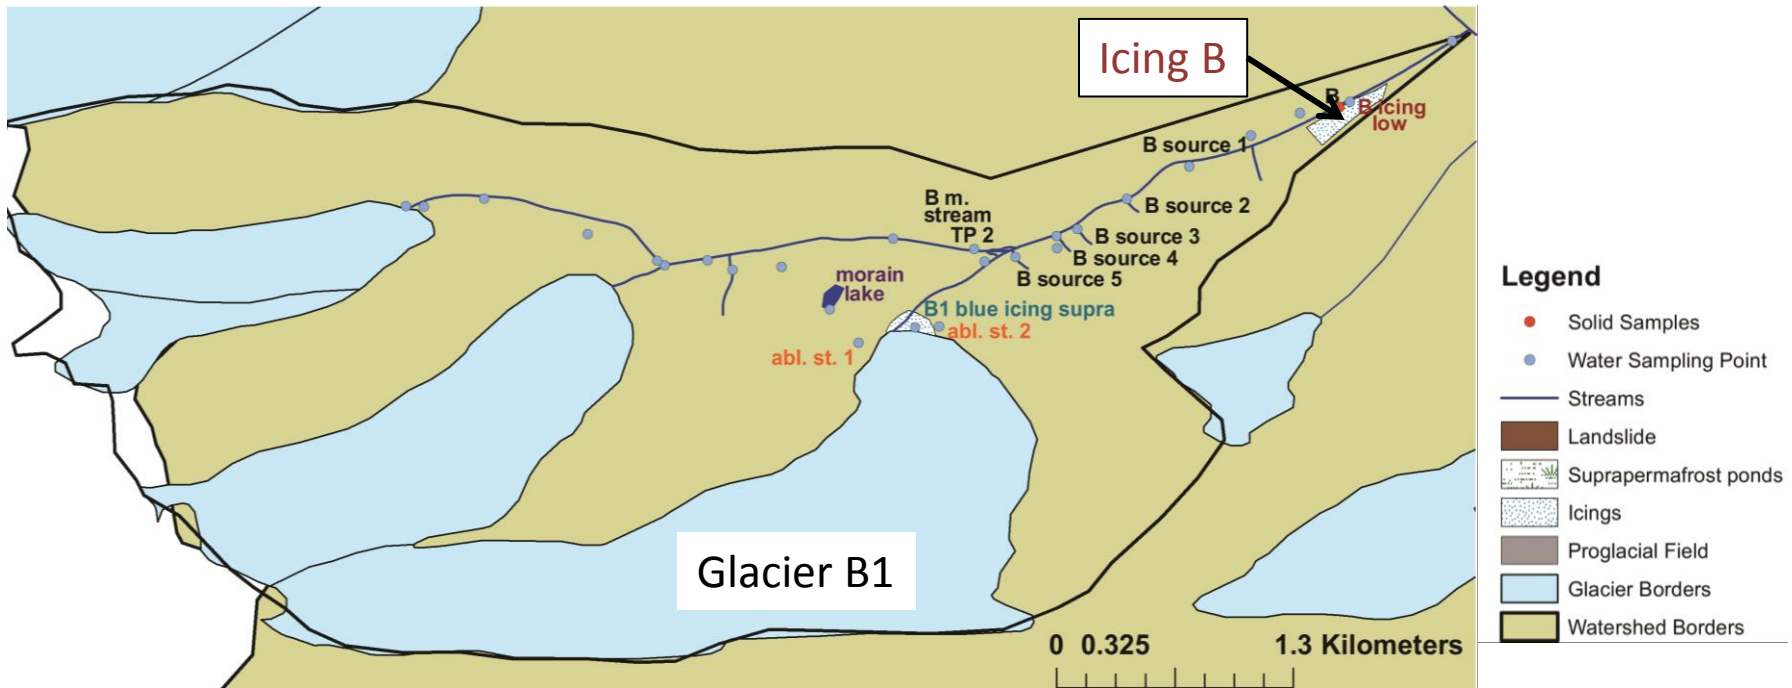 Icing B
B
B icing
low
B source 1
B m.
stream
TP 2
B source 2
B source 3
B source 4
B source 5
morain
lake
B1 blue icing supra
abl. st. 2
abl. st. 1
Glacier B1
0 0.325 1.3 Kilometers
Legend
Solid Samples
Water Sampling Point
Streams
Landslide
Suprapermafrost ponds
Icings
Proglacial Field
Glacier Borders
Watershed Borders